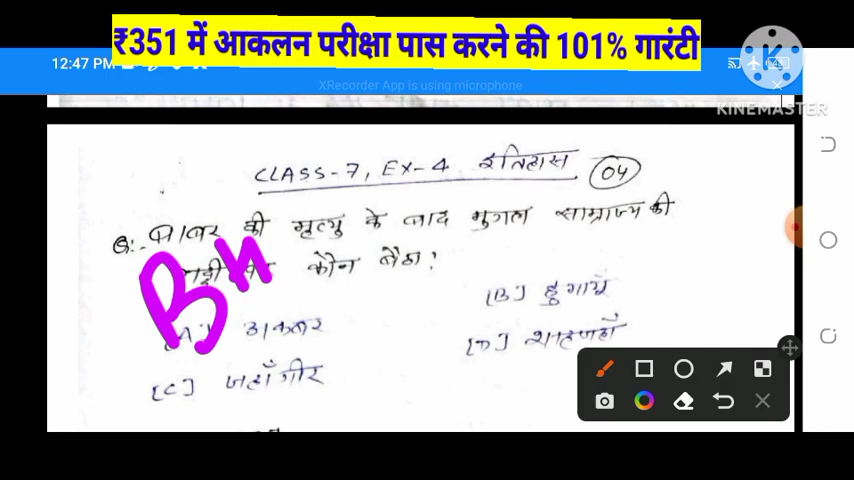 ₹351 में आकलन परीक्षा पास करने की 101% गारंटी
12:47 PM
XRecorder App is using microphone
KINEMASTER
CLASS-7, EX-4 इतिहास 04
Q:- बाबर की मृत्यु के बाद मुगल साम्राज्य की
कौन बैठा?
BH
[A] अकबर
[B] हुमायूँ
[C] जहाँगीर
[D] शाहजहाँ